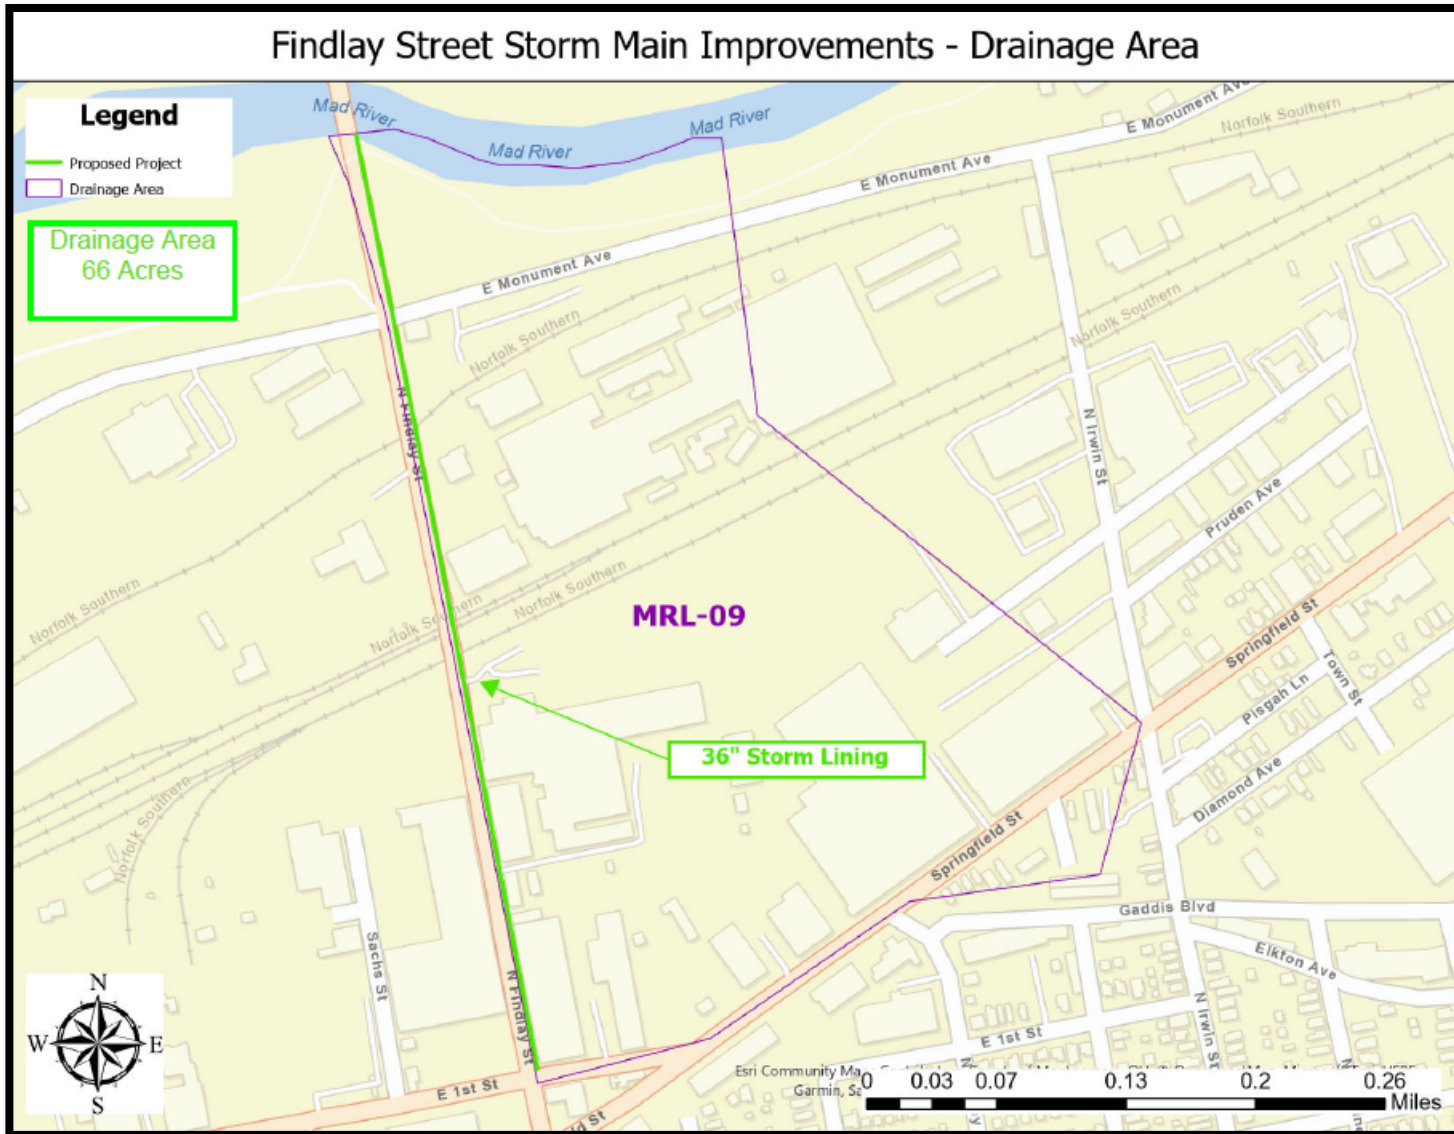 Findlay Street Storm Main Improvements - Drainage Area
Legend
Proposed Project
Drainage Area
Drainage Area
66 Acres
Mad River
Mad River
Mad River
E Monument Ave
Norfolk Southern
E Monument Ave
E Monument Ave
Norfolk Southern
Norfolk Southern
N Findlay St
N Irwin St
Pruden Ave
Norfolk Southern
Norfolk Southern
Norfolk Southern
MRL-09
Springfield St
Town St
Pisgah Ln
36" Storm Lining
Diamond Ave
Norfolk Southern
Springfield St
Gaddis Blvd
Elkton Ave
Sachs St
N Findlay St
N Irwin St
E 1st St
E 1st St
N
W
E
S
Esri Community
Garmin,
0 0.03 0.07 0.13 0.2 0.26
Miles